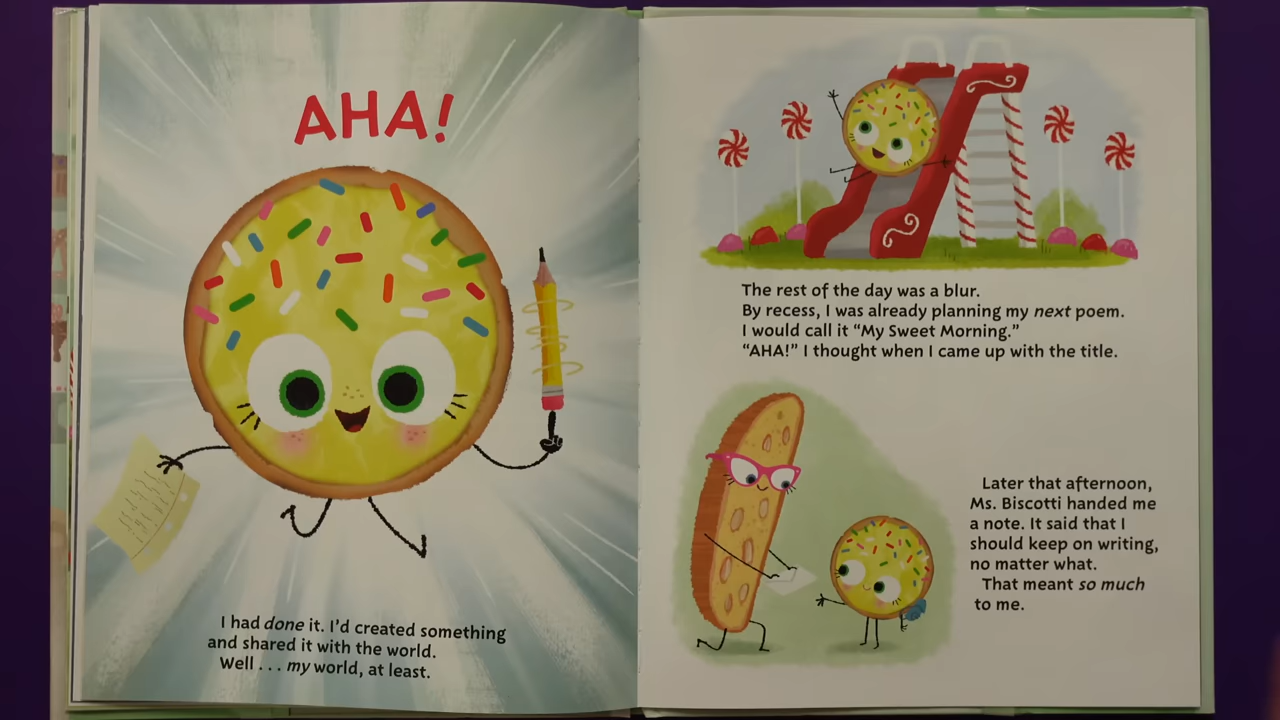 AHA!
I had done it. I'd created something
and shared it with the world.
Well . . . my world, at least.
The rest of the day was a blur.
By recess, I was already planning my next poem.
I would call it “My Sweet Morning.”
“AHA!” I thought when I came up with the title.
Later that afternoon,
Ms. Biscotti handed me
a note. It said that I
should keep on writing,
no matter what.
That meant so much
to me.